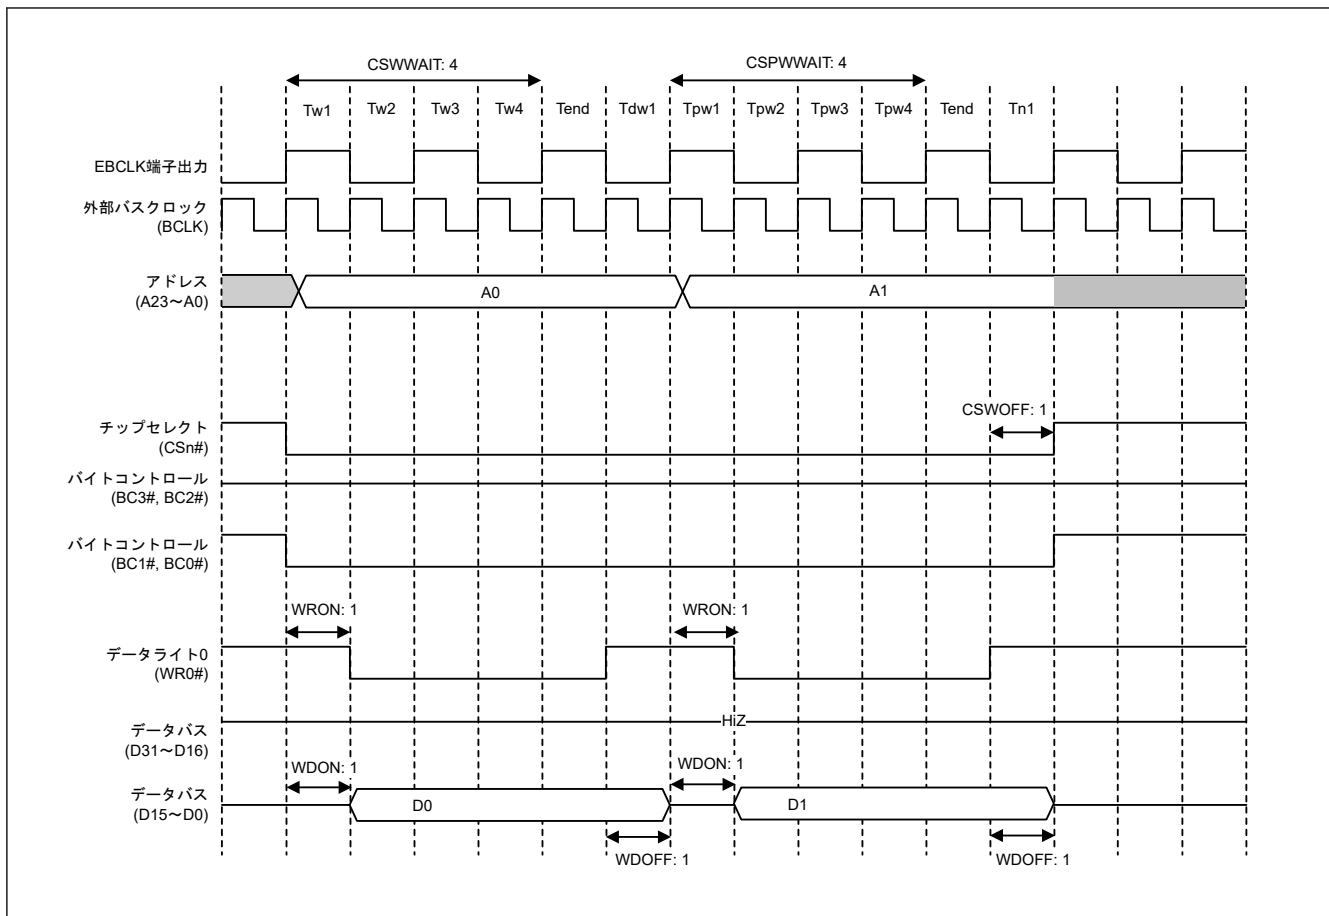 CSWWAIT: 4
CSPWWAIT: 4
Tw1 Tw2 Tw3 Tw4 Tend Tdw1 Tpw1 Tpw2 Tpw3 Tpw4 Tend Tn1
EBCLK端子出力
外部バスクロック
(BCLK)
アドレス
(A23～A0)
A0
A1
CSWOFF: 1
チップセレクト
(CSn#)
バイトコントロール
(BC3#, BC2#)
バイトコントロール
(BC1#, BC0#)
WRON: 1
WRON: 1
データライト0
(WR0#)
HiZ
データバス
(D31～D16)
WDON: 1
WDON: 1
データバス
(D15～D0)
D0
D1
WDOFF: 1
WDOFF: 1